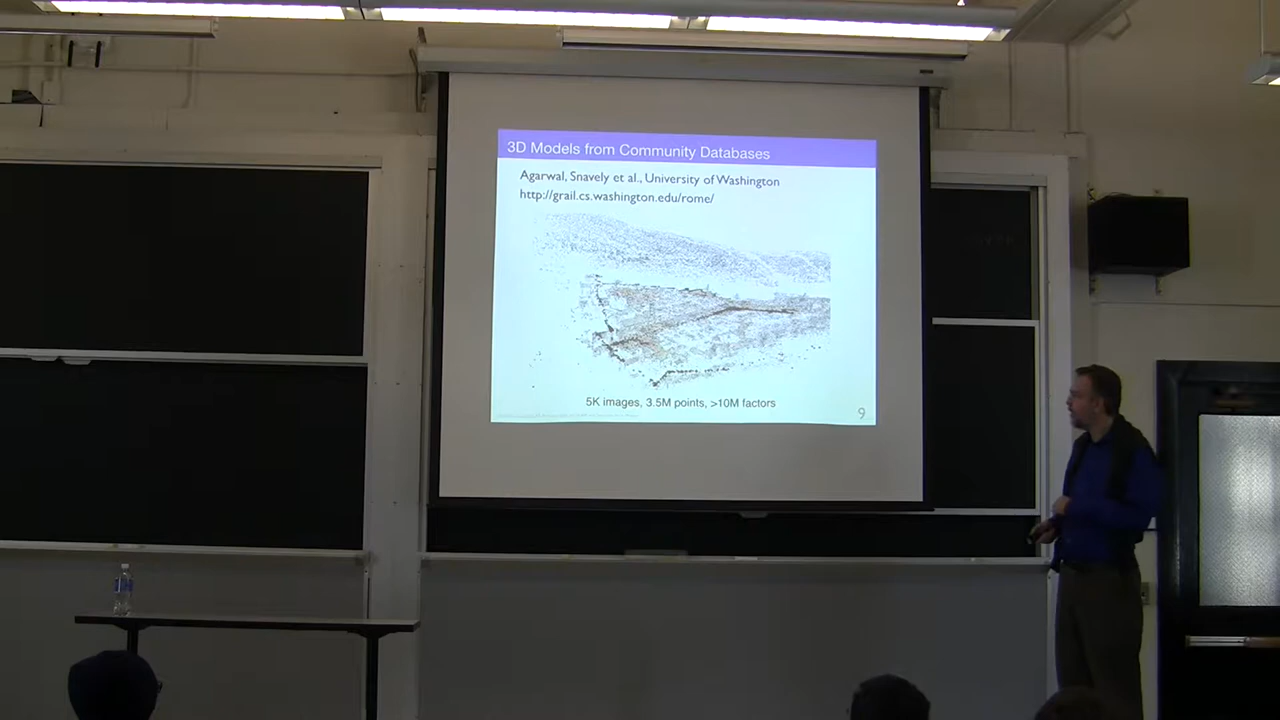 3D Models from Community Databases
Agarwal, Snavely et al., University of Washington
http://grail.cs.washington.edu/rome/
5K images, 3.5M points, >10M factors
9